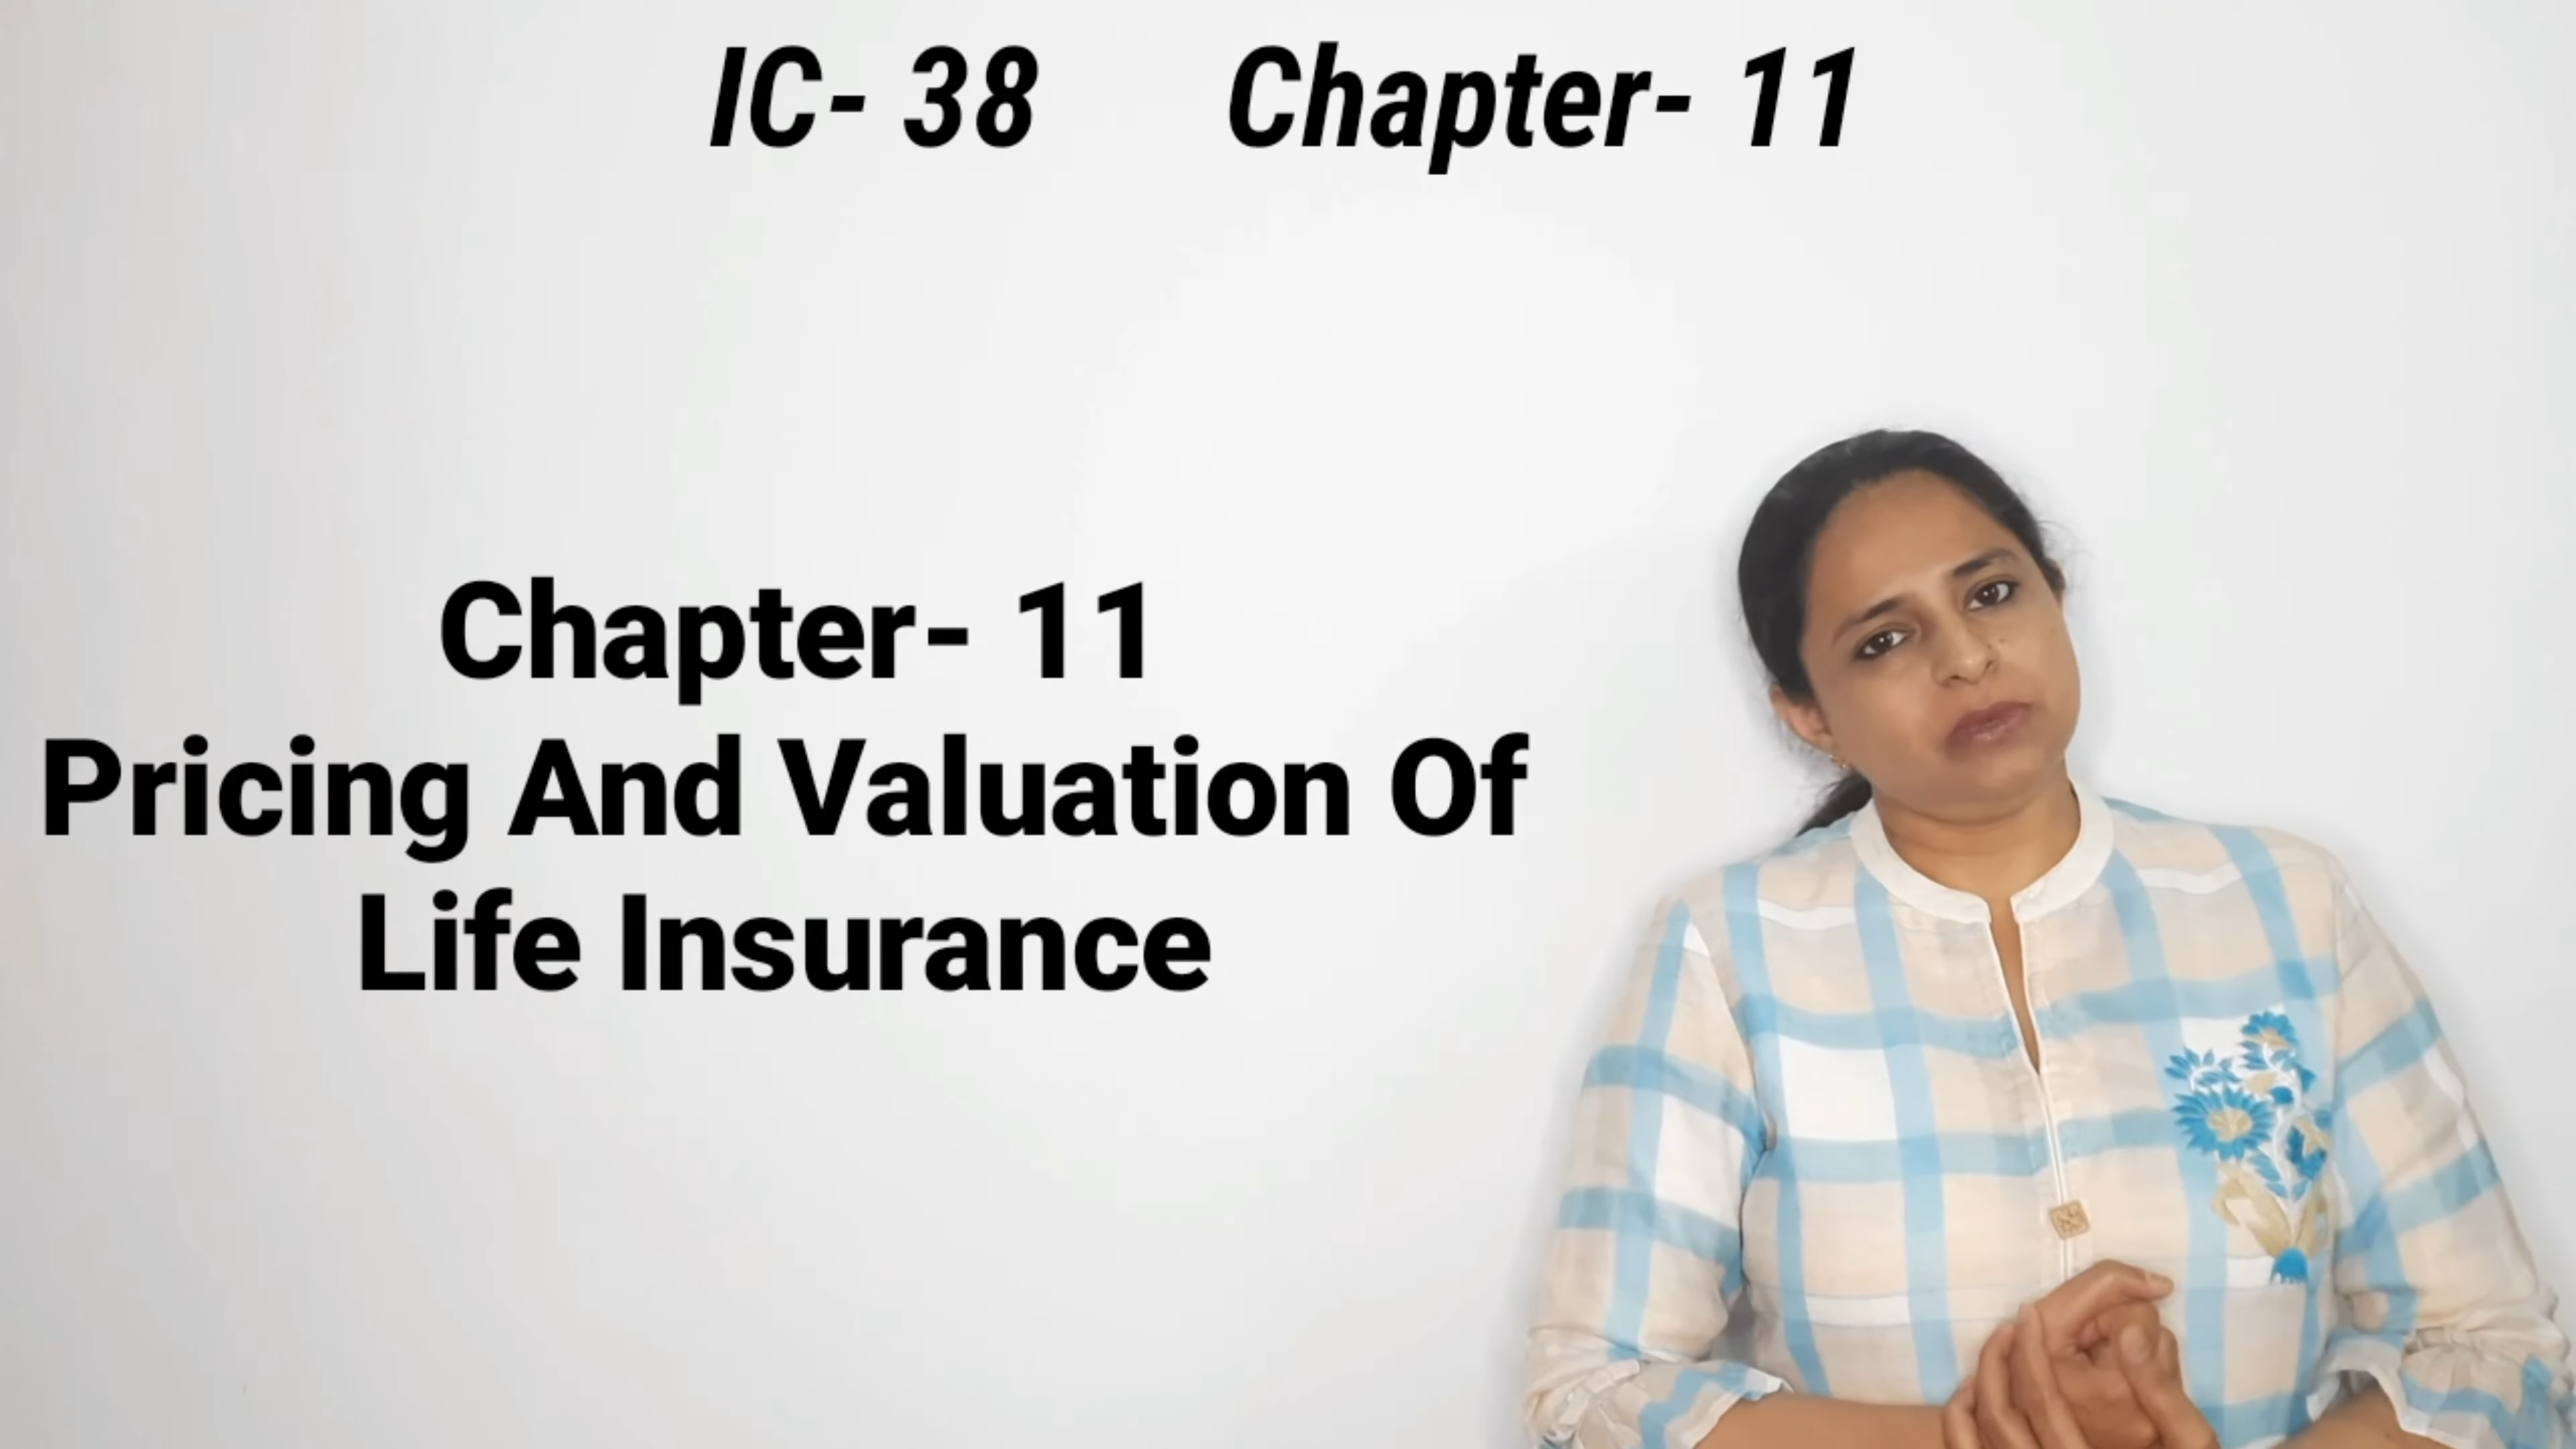 IC- 38 Chapter- 11
Chapter- 11
Pricing And Valuation Of
Life Insurance